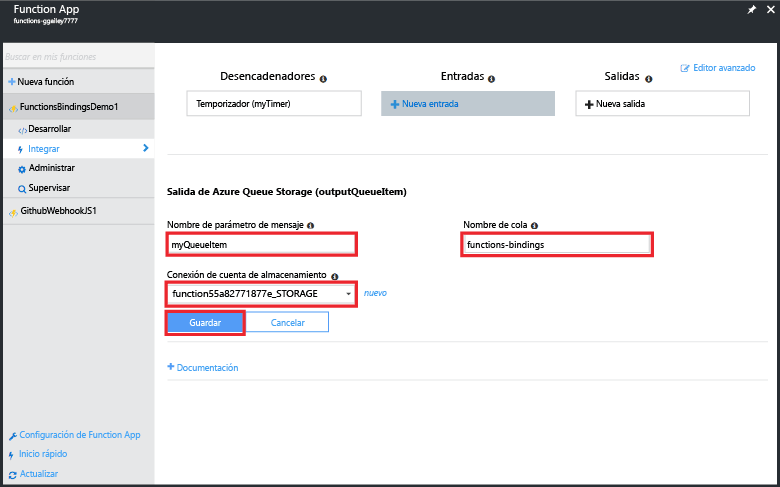 Function App
functions-ggailey7777
Buscar en mis funciones
Nueva función
FunctionsBindingsDemo1
Desarrollar
Integrar
Administrar
Supervisar
GithubWebhookJS1
Desencadenadores
Entradas
Salidas
Editor avanzado
Temporizador (myTimer)
Nueva entrada
Nueva salida
Salida de Azure Queue Storage (outputQueueItem)
Nombre de parámetro de mensaje
Nombre de cola
myQueueItem
functions-bindings
Conexión de cuenta de almacenamiento
function55a82771877e_STORAGE
nuevo
Guardar
Cancelar
Documentación
Configuración de Function App
Inicio rápido
Actualizar